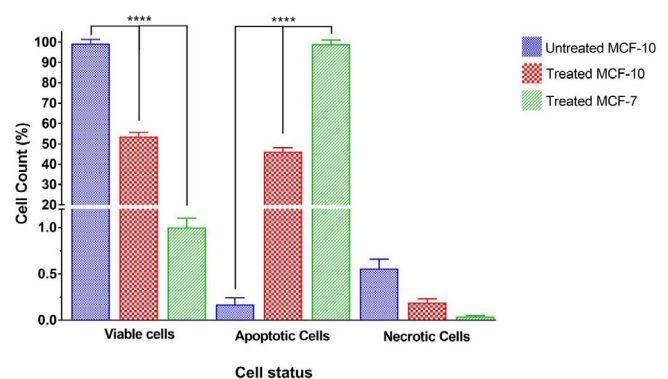 **** ****
100
90
80
70
60
50
40
30
20
1.0
0.5
0.0
Cell Count (%)
Viable cells Apoptotic Cells Necrotic Cells
Cell status
Untreated MCF-10
Treated MCF-10
Treated MCF-7